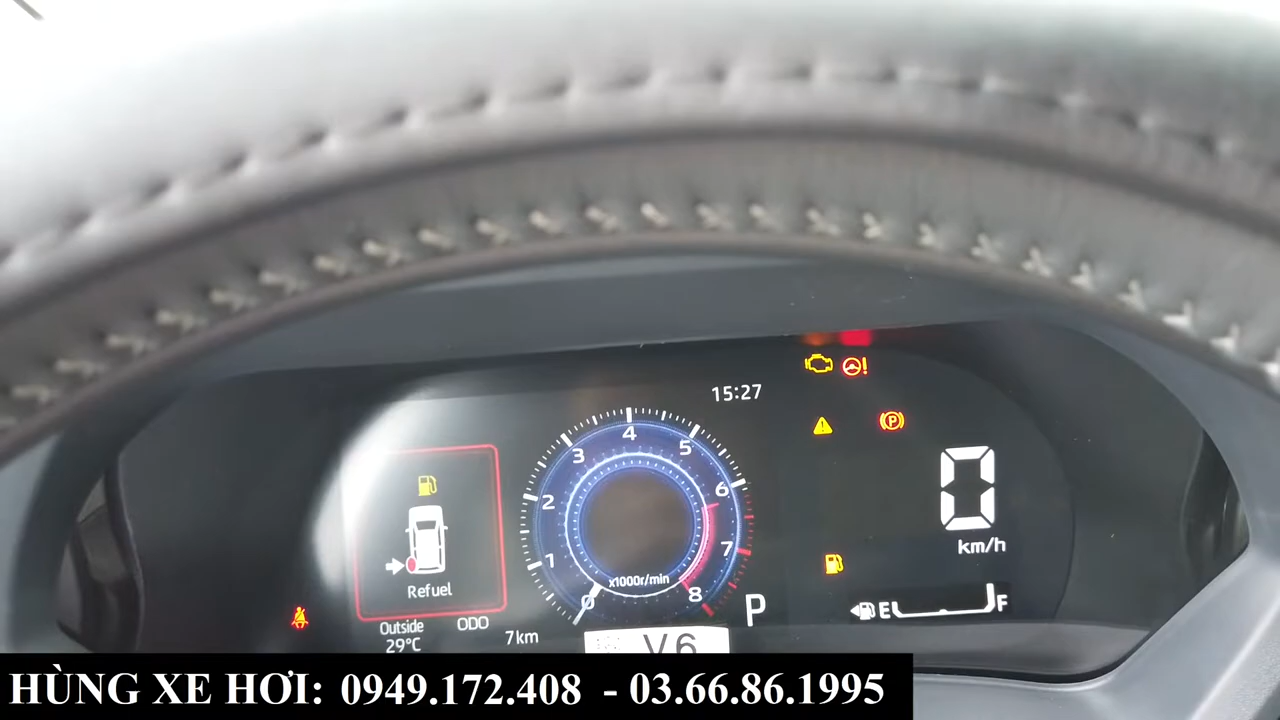 15:27
4
3
5
2
6
1
7
x1000r/min
0
8
Refuel
Outside
29°C
ODO
7km
P
0
km/h
E
F
V6
HÙNG XE HƠI: 0949.172.408 - 03.66.86.1995